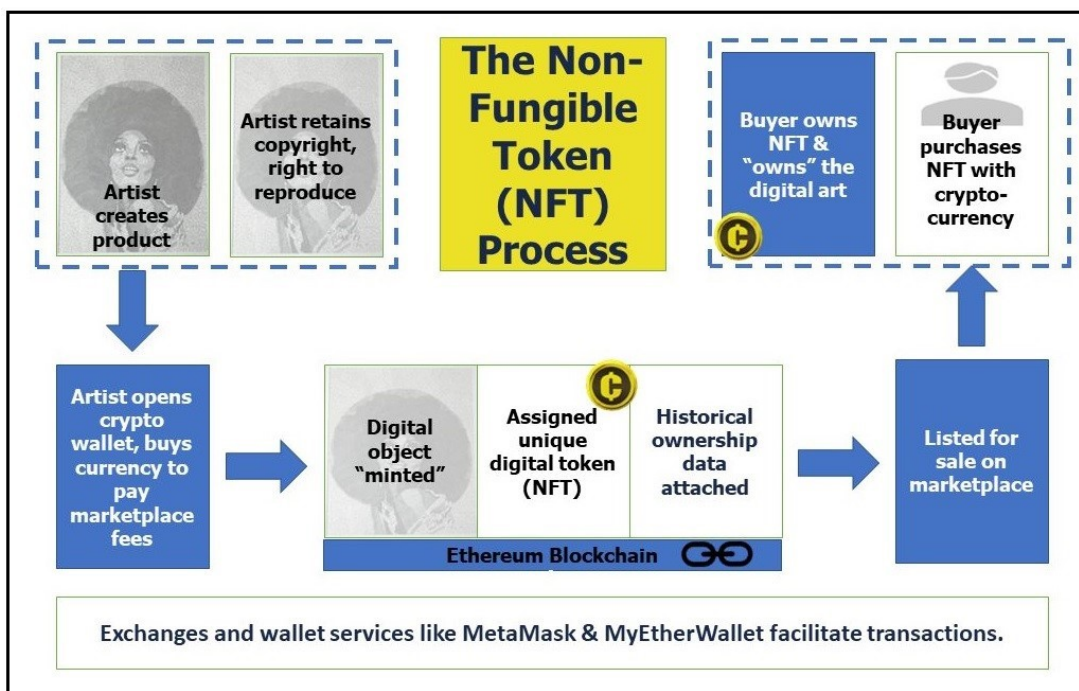 Artist
creates
product
Artist retains
copyright,
right to
reproduce
The Non-
Fungible
Token
(NFT)
Process
Buyer owns
NFT &
“owns” the
digital art
Buyer
purchases
NFT with
crypto-
currency
Artist opens
crypto
wallet, buys
currency to
pay
marketplace
fees
Digital
object
“minted”
Assigned
unique
digital token
(NFT)
Historical
ownership
data
attached
Ethereum Blockchain
Listed for
sale on
marketplace
Exchanges and wallet services like MetaMask & MyEtherWallet facilitate transactions.